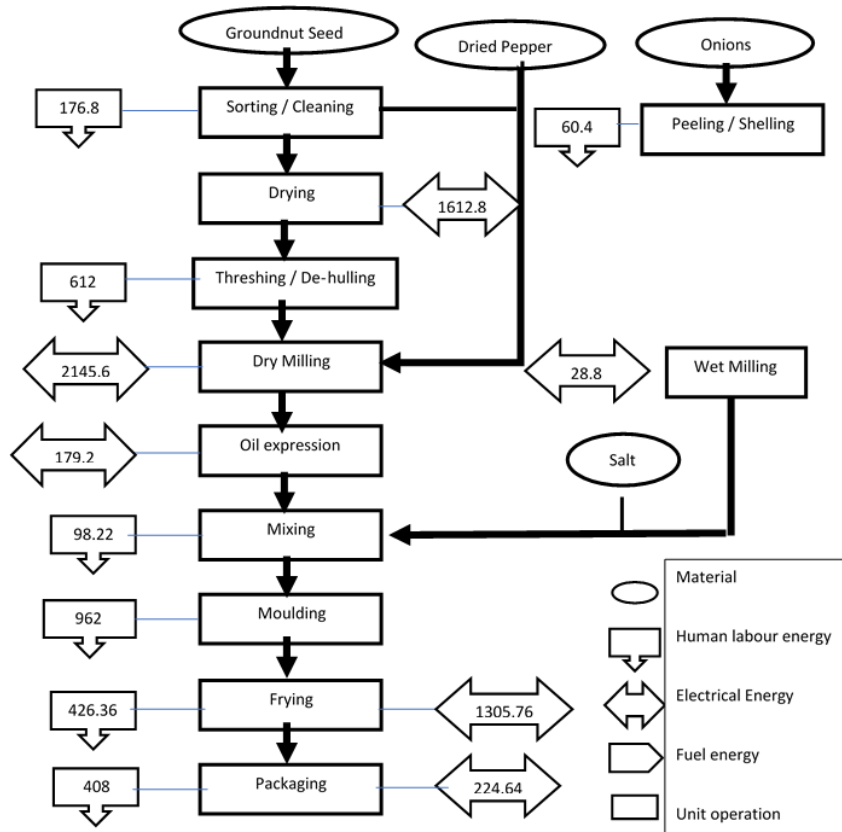 Groundnut Seed
Dried Pepper
Onions
176.8
Sorting / Cleaning
60.4
Peeling / Shelling
Drying
1612.8
612
Threshing / De-hulling
2145.6
Dry Milling
28.8
Wet Milling
179.2
Oil expression
Salt
98.22
Mixing
Material
962
Moulding
Human labour energy
426.36
Frying
1305.76
Electrical Energy
Fuel energy
408
Packaging
224.64
Unit operation